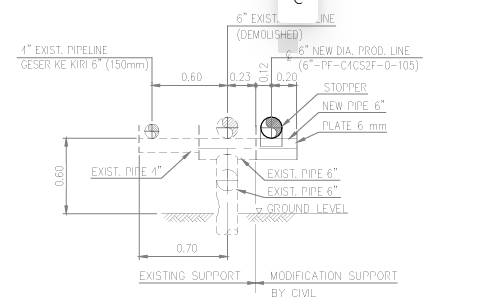 6" EXIST. LINE
(DEMOLISHED)
4" EXIST. PIPELINE
GESER KE KIRI 6" (150mm)
6" NEW DIA. PROD. LINE
(6"-PF-C4CS2F-0-105)
0.60
0.23
0.12
0.20
STOPPER
NEW PIPE 6"
PLATE 6 mm
0.60
EXIST. PIPE 4"
EXIST. PIPE 6"
EXIST. PIPE 6"
GROUND LEVEL
0.70
EXISTING SUPPORT
MODIFICATION SUPPORT
BY CIVIL